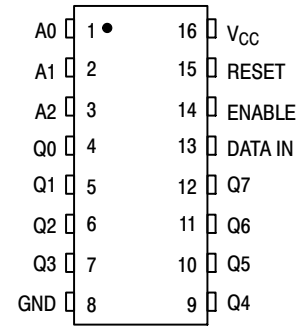 A0 1 16 VCC
A1 2 15 RESET
A2 3 14 ENABLE
Q0 4 13 DATA IN
Q1 5 12 Q7
Q2 6 11 Q6
Q3 7 10 Q5
GND 8 9 Q4